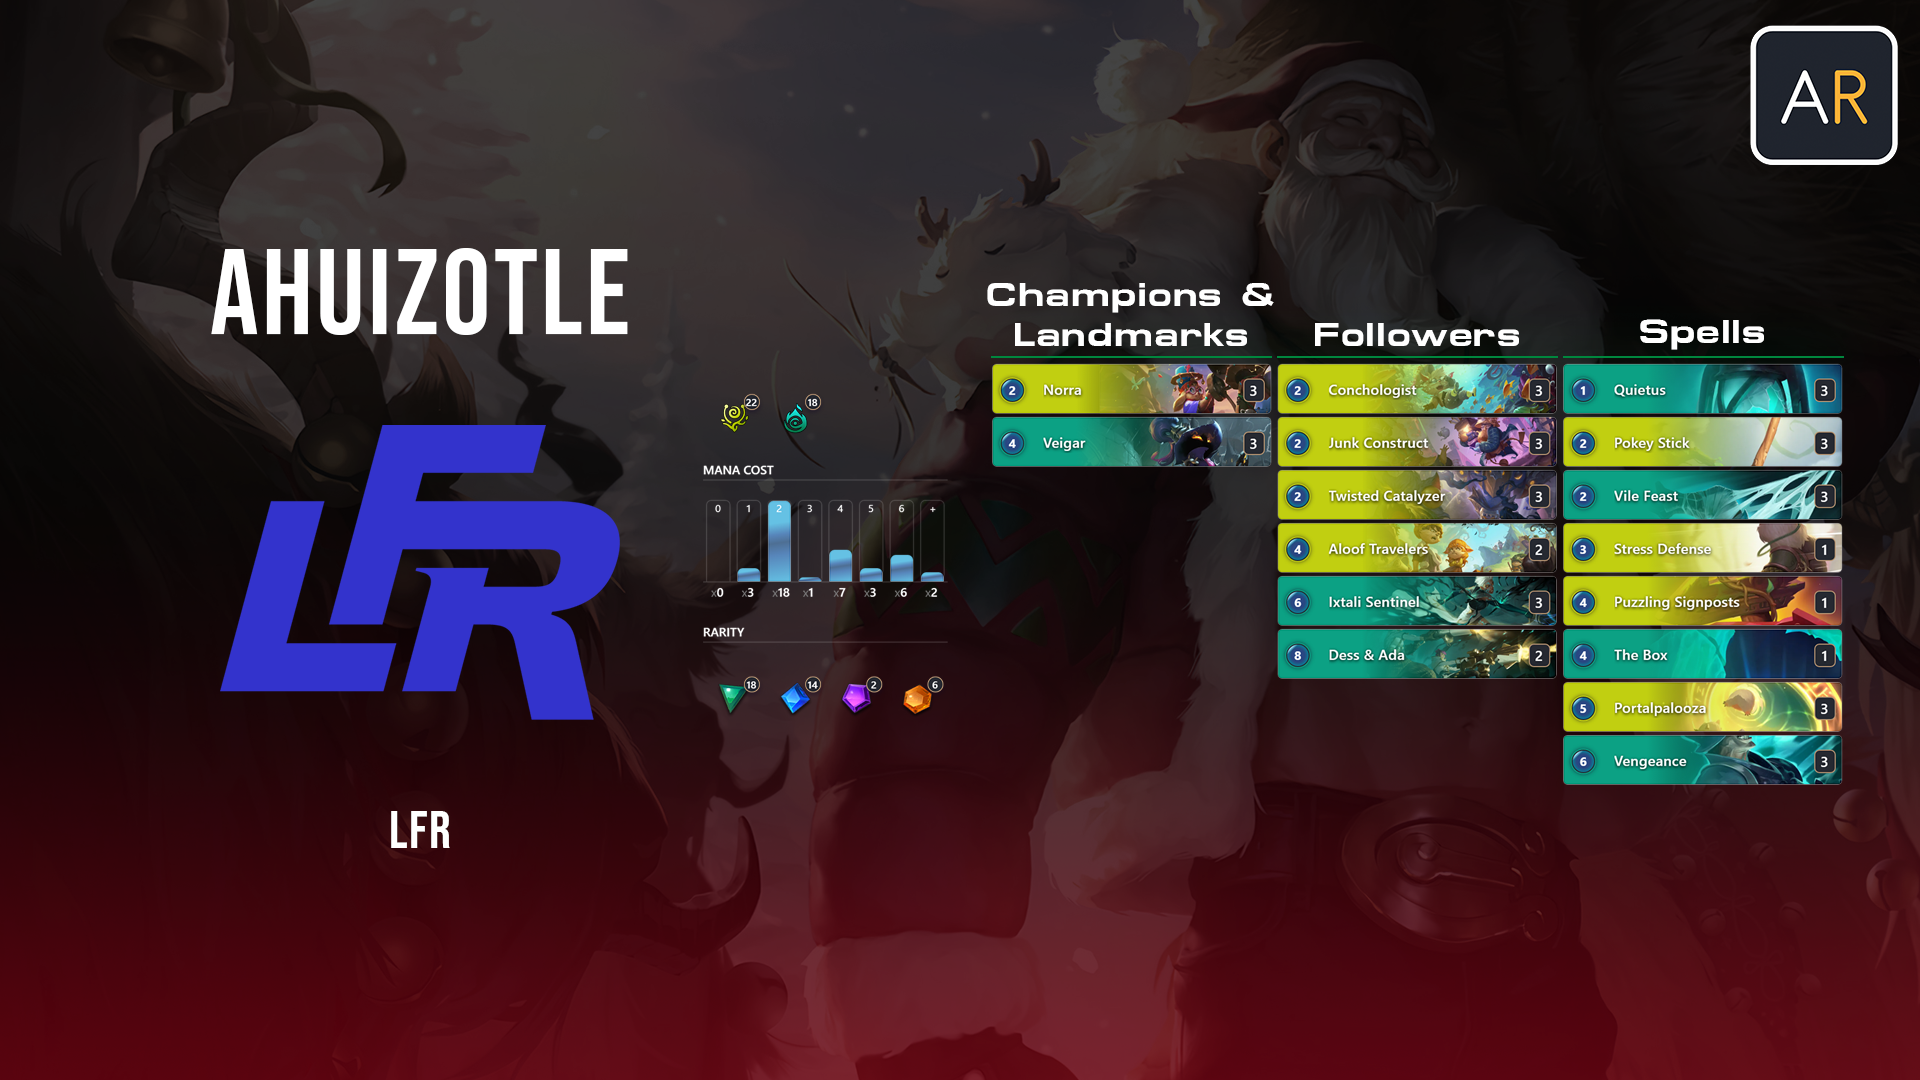 AR
AHUIZOTLE
LFR
LFR
22
18
MANA COST
0 1 2 3 4 5 6 +
x0 x3 x18 x1 x7 x3 x6 x2
RARITY
18 14 2 6
Champions &
Landmarks
2 Norra 3
4 Veigar 3
Followers
2 Conchologist 3
2 Junk Construct 3
2 Twisted Catalyzer 3
4 Aloof Travelers 2
6 Ixtali Sentinel 3
8 Dess & Ada 2
Spells
1 Quietus 3
2 Pokey Stick 3
2 Vile Feast 3
3 Stress Defense 1
4 Puzzling Signposts 1
4 The Box 1
5 Portalpalooza 3
6 Vengeance 3